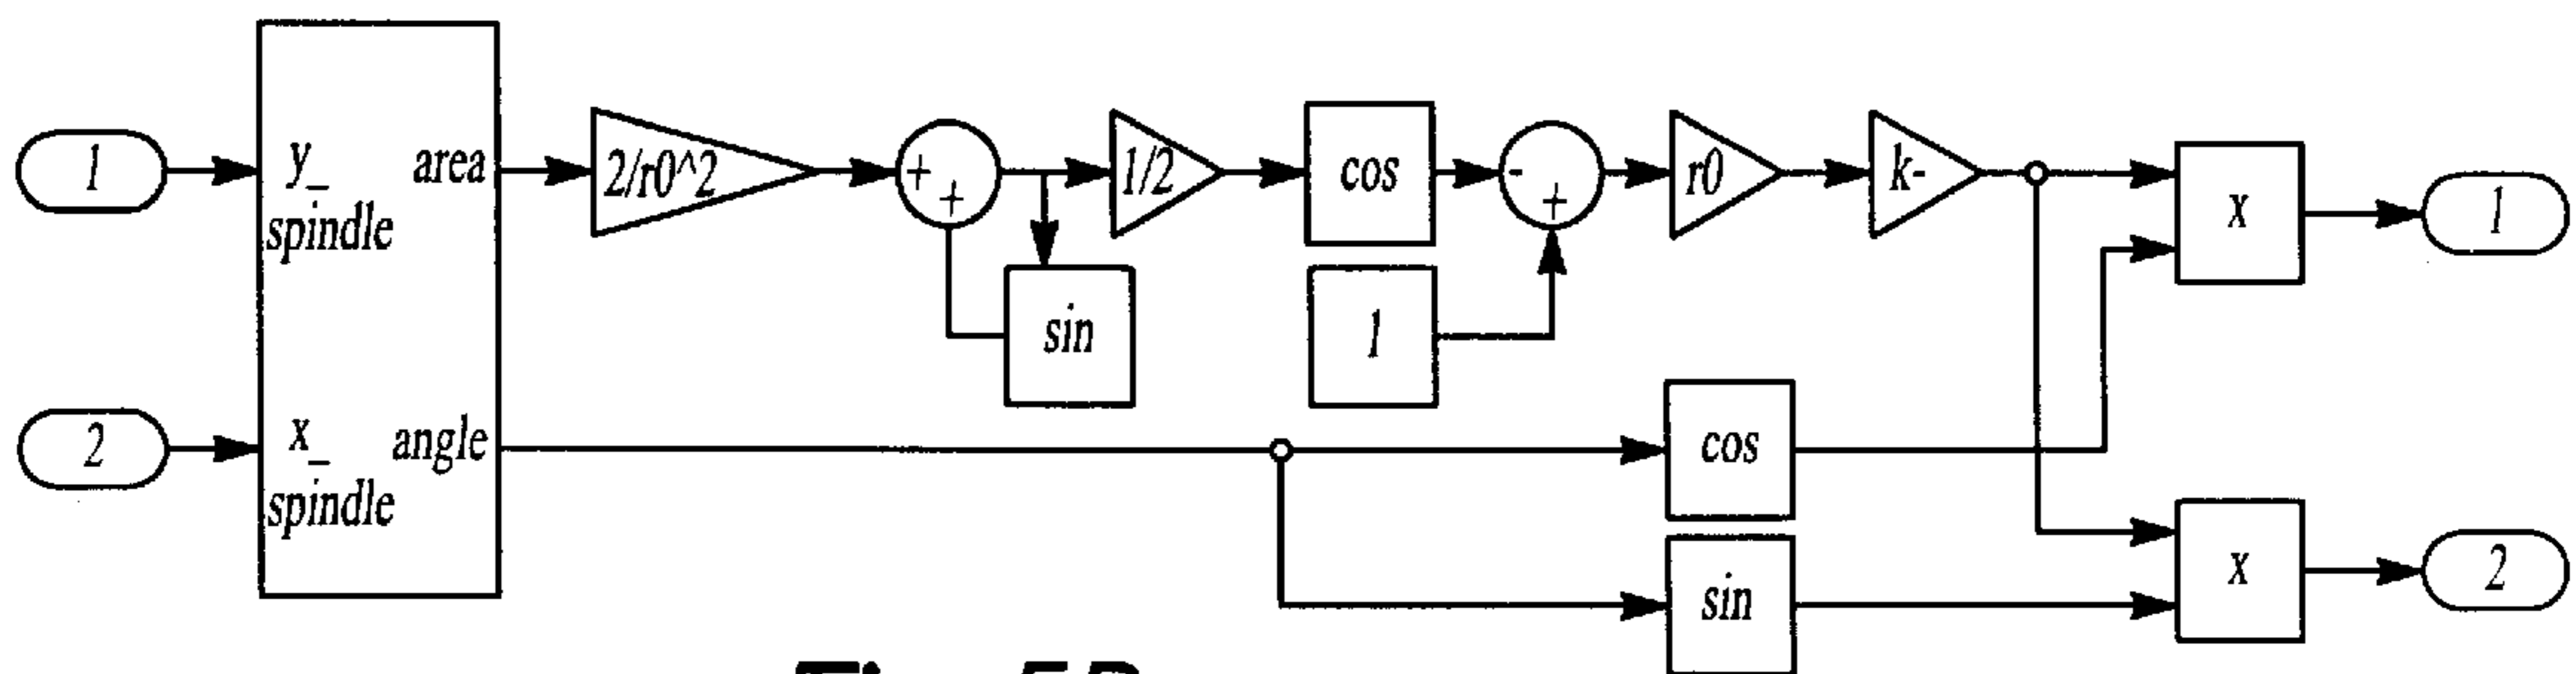 1
y_
spindle
area
2/r0^2
+
+
1/2
cos
-
+
r0
k-
x
1
sin
1
2
x_
spindle
angle
cos
sin
x
2